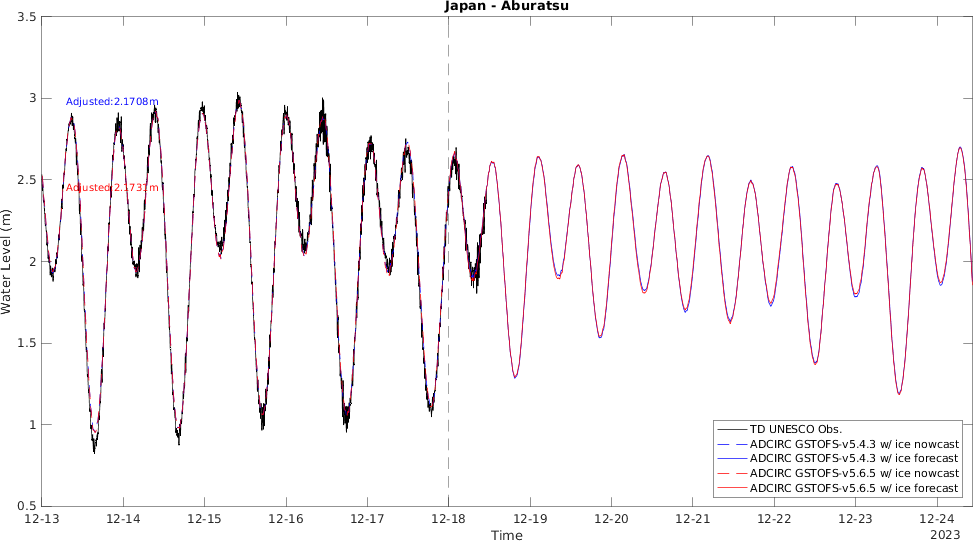 Japan - Aburatsu
3.5
3
2.5
2
1.5
1
0.5
Water Level (m)
Adjusted:2.1708m
Adjusted:2.1731m
TD UNESCO Obs.
ADCIRC GSTOFS-v5.4.3 w/ ice nowcast
ADCIRC GSTOFS-v5.4.3 w/ ice forecast
ADCIRC GSTOFS-v5.6.5 w/ ice nowcast
ADCIRC GSTOFS-v5.6.5 w/ ice forecast
12-13 12-14 12-15 12-16 12-17 12-18 12-19 12-20 12-21 12-22 12-23 12-24
Time
2023